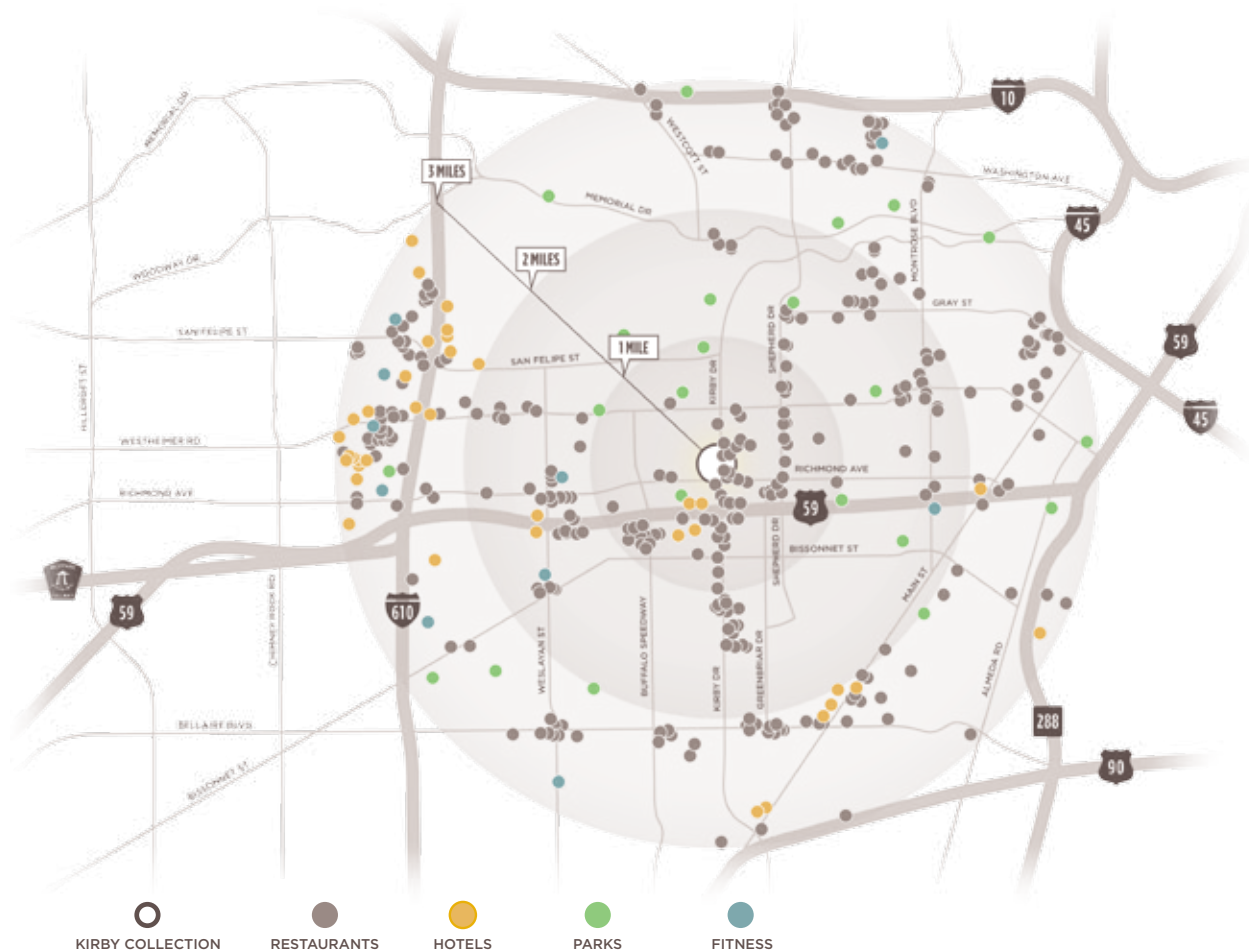 10
MEMORIAL DR
WESTCOTT ST
3 MILES
WASHINGTON AVE
MEMORIAL DR
45
MONTROSE BLVD
WOODWAY DR
2 MILES
GRAY ST
SAN FELIPE ST
SHEPHERD DR
59
1 MILE
SAN FELIPE ST
KIRBY DR
HILLCROFT ST
45
WESTHEIMER RD
RICHMOND AVE
RICHMOND AVE
59
BISSONNET ST
SHEPHERD DR
MAIN ST
59
610
CHIMNEY ROCK RD
WESLAYAN ST
BUFFALO SPEEDWAY
KIRBY DR
GREENBRIAR DR
ALMEDA RD
BELLAIRE BLVD
288
BISSONNET ST
90
KIRBY COLLECTION
RESTAURANTS
HOTELS
PARKS
FITNESS